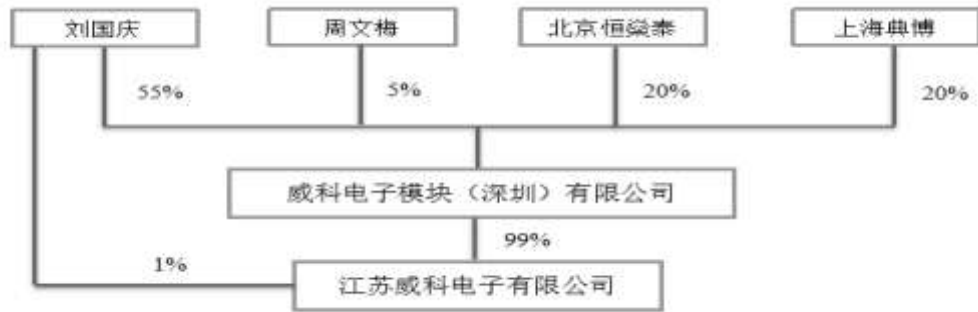 刘国庆
周文梅
北京恒燊泰
上海典博
55%
5%
20%
20%
威科电子模块（深圳）有限公司
99%
1%
江苏威科电子有限公司